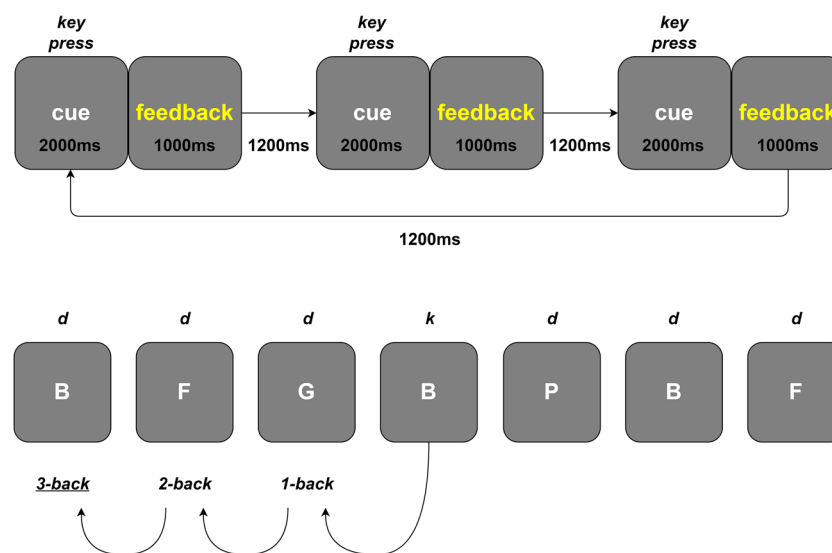 key press key press key press
cue feedback cue feedback cue feedback
2000ms 1000ms 1200ms 2000ms 1000ms 1200ms 2000ms 1000ms
1200ms
d d d k d d d
B F G B P B F
3-back 2-back 1-back